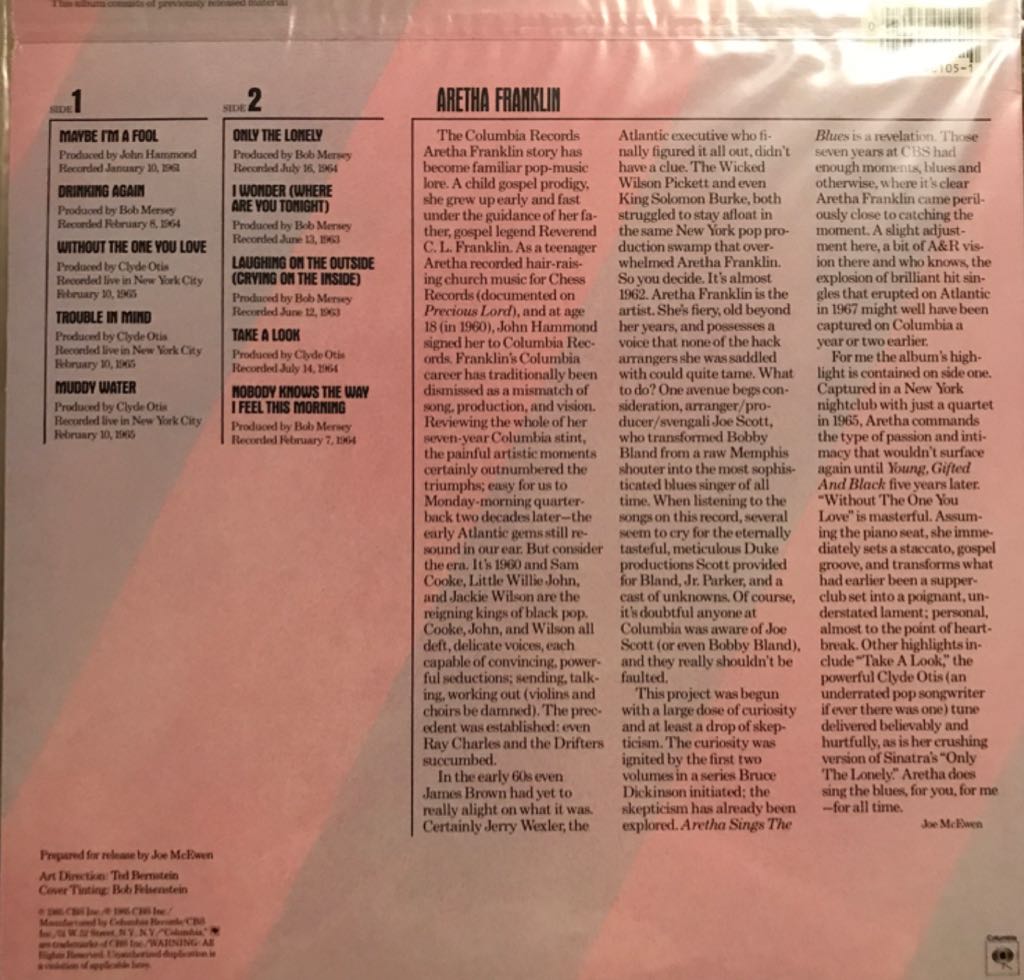 This album consists of previously released material
105-1
SIDE 1
MAYBE I'M A FOOL
Produced by John Hammond
Recorded January 10, 1961
DRINKING AGAIN
Produced by Bob Mersey
Recorded February 8, 1964
WITHOUT THE ONE YOU LOVE
Produced by Clyde Otis
Recorded live in New York City
February 10, 1965
TROUBLE IN MIND
Produced by Clyde Otis
Recorded live in New York City
February 10, 1965
MUDDY WATER
Produced by Clyde Otis
Recorded live in New York City
February 10, 1965
SIDE 2
ONLY THE LONELY
Produced by Bob Mersey
Recorded July 16, 1964
I WONDER (WHERE
ARE YOU TONIGHT)
Produced by Bob Mersey
Recorded June 13, 1963
LAUGHING ON THE OUTSIDE
(CRYING ON THE INSIDE)
Produced by Bob Mersey
Recorded June 12, 1963
TAKE A LOOK
Produced by Clyde Otis
Recorded July 14, 1964
NOBODY KNOWS THE WAY
I FEEL THIS MORNING
Produced by Bob Mersey
Recorded February 7, 1964
ARETHA FRANKLIN
The Columbia Records
Aretha Franklin story has
become familiar pop-music
lore. A child gospel prodigy,
she grew up early and fast
under the guidance of her fa-
ther, gospel legend Reverend
C. L. Franklin. As a teenager
Aretha recorded hair-rais-
ing church music for Chess
Records (documented on
Precious Lord), and at age
18 (in 1960), John Hammond
signed her to Columbia Rec-
ords. Franklin's Columbia
career has traditionally been
dismissed as a mismatch of
song, production, and vision.
Reviewing the whole of her
seven-year Columbia stint,
the painful artistic moments
certainly outnumbered the
triumphs; easy for us to
Monday-morning quarter-
back two decades later—the
early Atlantic gems still re-
sound in our ear. But consider
the era. It's 1960 and Sam
Cooke, Little Willie John,
and Jackie Wilson are the
reigning kings of black pop.
Cooke, John, and Wilson all
deft, delicate voices, each
capable of convincing, power-
ful seductions; sending, talk-
ing, working out (violins and
choirs be damned). The prec-
edent was established: even
Ray Charles and the Drifters
succumbed.
In the early 60s even
James Brown had yet to
really alight on what it was.
Certainly Jerry Wexler, the
Atlantic executive who fi-
nally figured it all out, didn't
have a clue. The Wicked
Wilson Pickett and even
King Solomon Burke, both
struggled to stay afloat in
the same New York pop pro-
duction swamp that over-
whelmed Aretha Franklin.
So you decide. It's almost
1962. Aretha Franklin is the
artist. She's fiery, old beyond
her years, and possesses a
voice that none of the hack
arrangers she was saddled
with could quite tame. What
to do? One avenue begs con-
sideration, arranger/pro-
ducer/svengali Joe Scott,
who transformed Bobby
Bland from a raw Memphis
shouter into the most sophis-
ticated blues singer of all
time. When listening to the
songs on this record, several
seem to cry for the eternally
tasteful, meticulous Duke
productions Scott provided
for Bland, Jr. Parker, and a
cast of unknowns. Of course,
it's doubtful anyone at
Columbia was aware of Joe
Scott (or even Bobby Bland),
and they really shouldn't be
faulted.
This project was begun
with a large dose of curiosity
and at least a drop of skep-
ticism. The curiosity was
ignited by the first two
volumes in a series Bruce
Dickinson initiated; the
skepticism has already been
explored. Aretha Sings The
Blues is a revelation. Those
seven years at CBS had
enough moments, blues and
otherwise, where it's clear
Aretha Franklin came peril-
ously close to catching the
moment. A slight adjust-
ment here, a bit of A&R vis-
ion there and who knows, the
explosion of brilliant hit sin-
gles that erupted on Atlantic
in 1967 might well have been
captured on Columbia a
year or two earlier.
For me the album's high-
light is contained on side one.
Captured in a New York
nightclub with just a quartet
in 1965, Aretha commands
the type of passion and inti-
macy that wouldn't surface
again until Young, Gifted
And Black five years later.
"Without The One You
Love" is masterful. Assum-
ing the piano seat, she imme-
diately sets a staccato, gospel
groove, and transforms what
had earlier been a supper-
club set into a poignant, un-
derstated lament; personal,
almost to the point of heart-
break. Other highlights in-
clude "Take A Look," the
powerful Clyde Otis (an
underrated pop songwriter
if ever there was one) tune
delivered believably and
hurtfully, as is her crushing
version of Sinatra's "Only
The Lonely." Aretha does
sing the blues, for you, for me
—for all time.
Joe McEwen
Prepared for release by Joe McEwen
Art Direction: Ted Bernstein
Cover Tinting: Bob Felsenstein
© 1985 CBS Inc./℗ 1985 CBS Inc./
Manufactured by Columbia Records/CBS
Inc./51 W. 52 Street, N.Y., N.Y./"Columbia,"
are trademarks of CBS Inc./WARNING: All
Rights Reserved. Unauthorized duplication is
a violation of applicable laws.
Columbia